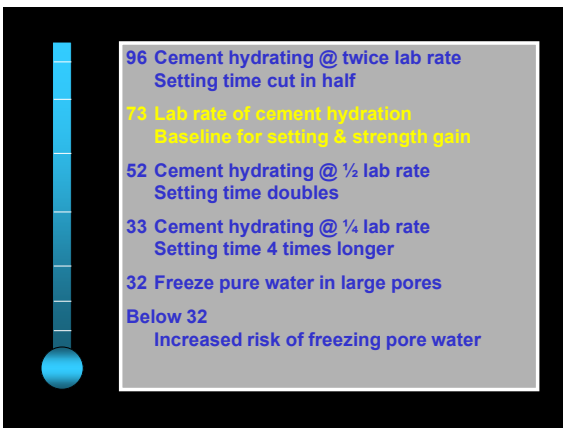 96 Cement hydrating @ twice lab rate
Setting time cut in half
73 Lab rate of cement hydration
Baseline for setting & strength gain
52 Cement hydrating @ ½ lab rate
Setting time doubles
33 Cement hydrating @ ¼ lab rate
Setting time 4 times longer
32 Freeze pure water in large pores
Below 32
Increased risk of freezing pore water